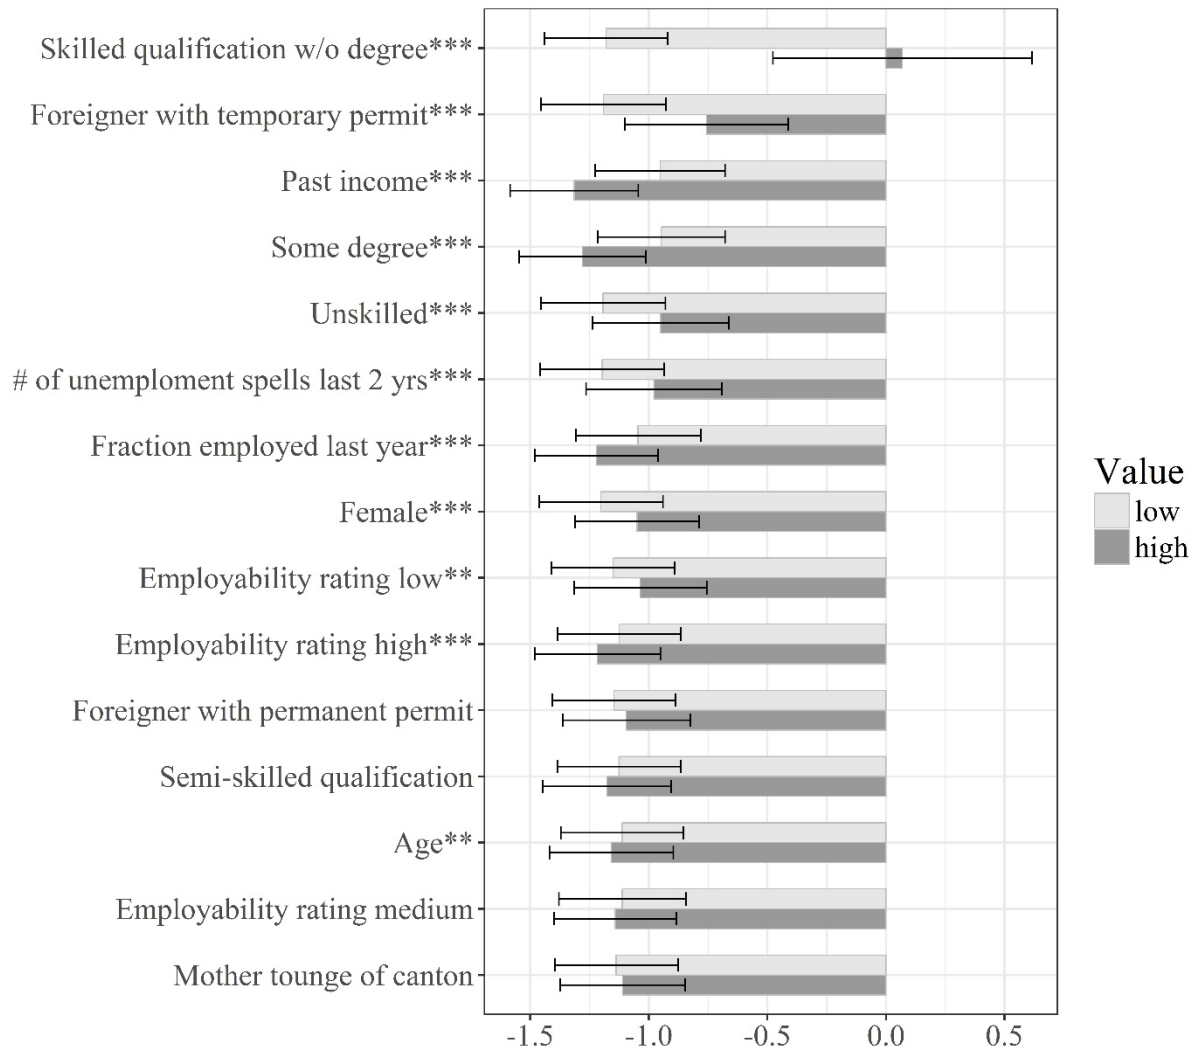 Skilled qualification w/o degree***
Foreigner with temporary permit***
Past income***
Some degree***
Unskilled***
# of unemploment spells last 2 yrs***
Fraction employed last year***
Female***
Employability rating low**
Employability rating high***
Foreigner with permanent permit
Semi-skilled qualification
Age**
Employability rating medium
Mother tounge of canton
-1.5 -1.0 -0.5 0.0 0.5
Value
low
high